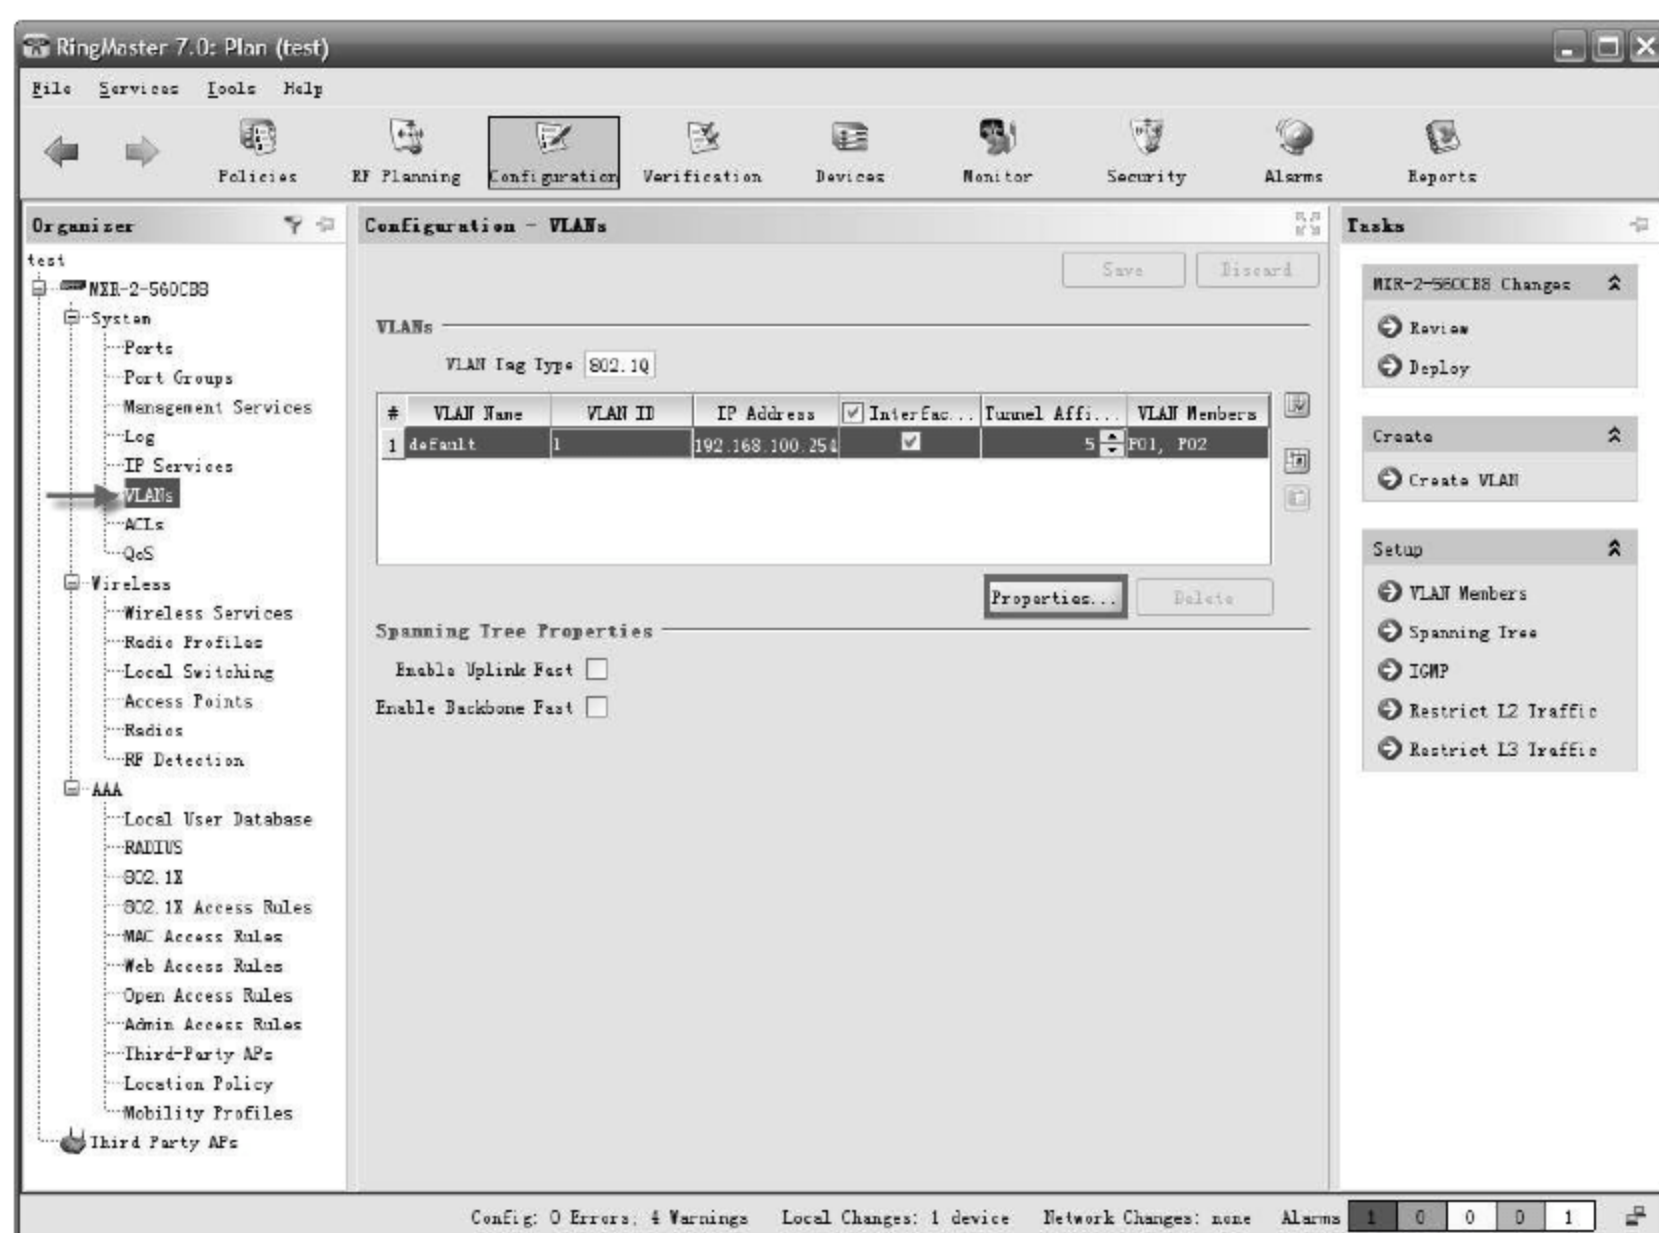 RingMaster 7.0: Plan (test)
File Services Tools Help
Policies RF Planning Configuration Verification Devices Monitor Security Alarms Reports
Organizer
test
MXR-2-560CB8
System
Ports
Port Groups
Management Services
Log
IP Services
VLANs
ACLs
QoS
Wireless
Wireless Services
Radio Profiles
Local Switching
Access Points
Radios
RF Detection
AAA
Local User Database
RADIUS
802.1X
802.1X Access Rules
MAC Access Rules
Web Access Rules
Open Access Rules
Admin Access Rules
Third-Party APs
Location Policy
Mobility Profiles
Third Party APs
Configuration - VLANs
Save Discard
VLANs
VLAN Tag Type 802.1Q
# VLAN Name VLAN ID IP Address Interfac... Tunnel Affi... VLAN Members
1 default 1 192.168.100.254 5 P01, P02
Properties... Delete
Spanning Tree Properties
Enable Uplink Fast
Enable Backbone Fast
Tasks
MXR-2-560CB8 Changes
Review
Deploy
Create
Create VLAN
Setup
VLAN Members
Spanning Tree
IGMP
Restrict L2 Traffic
Restrict L3 Traffic
Config: 0 Errors; 4 Warnings Local Changes: 1 device Network Changes: none Alarms 1 0 0 0 1